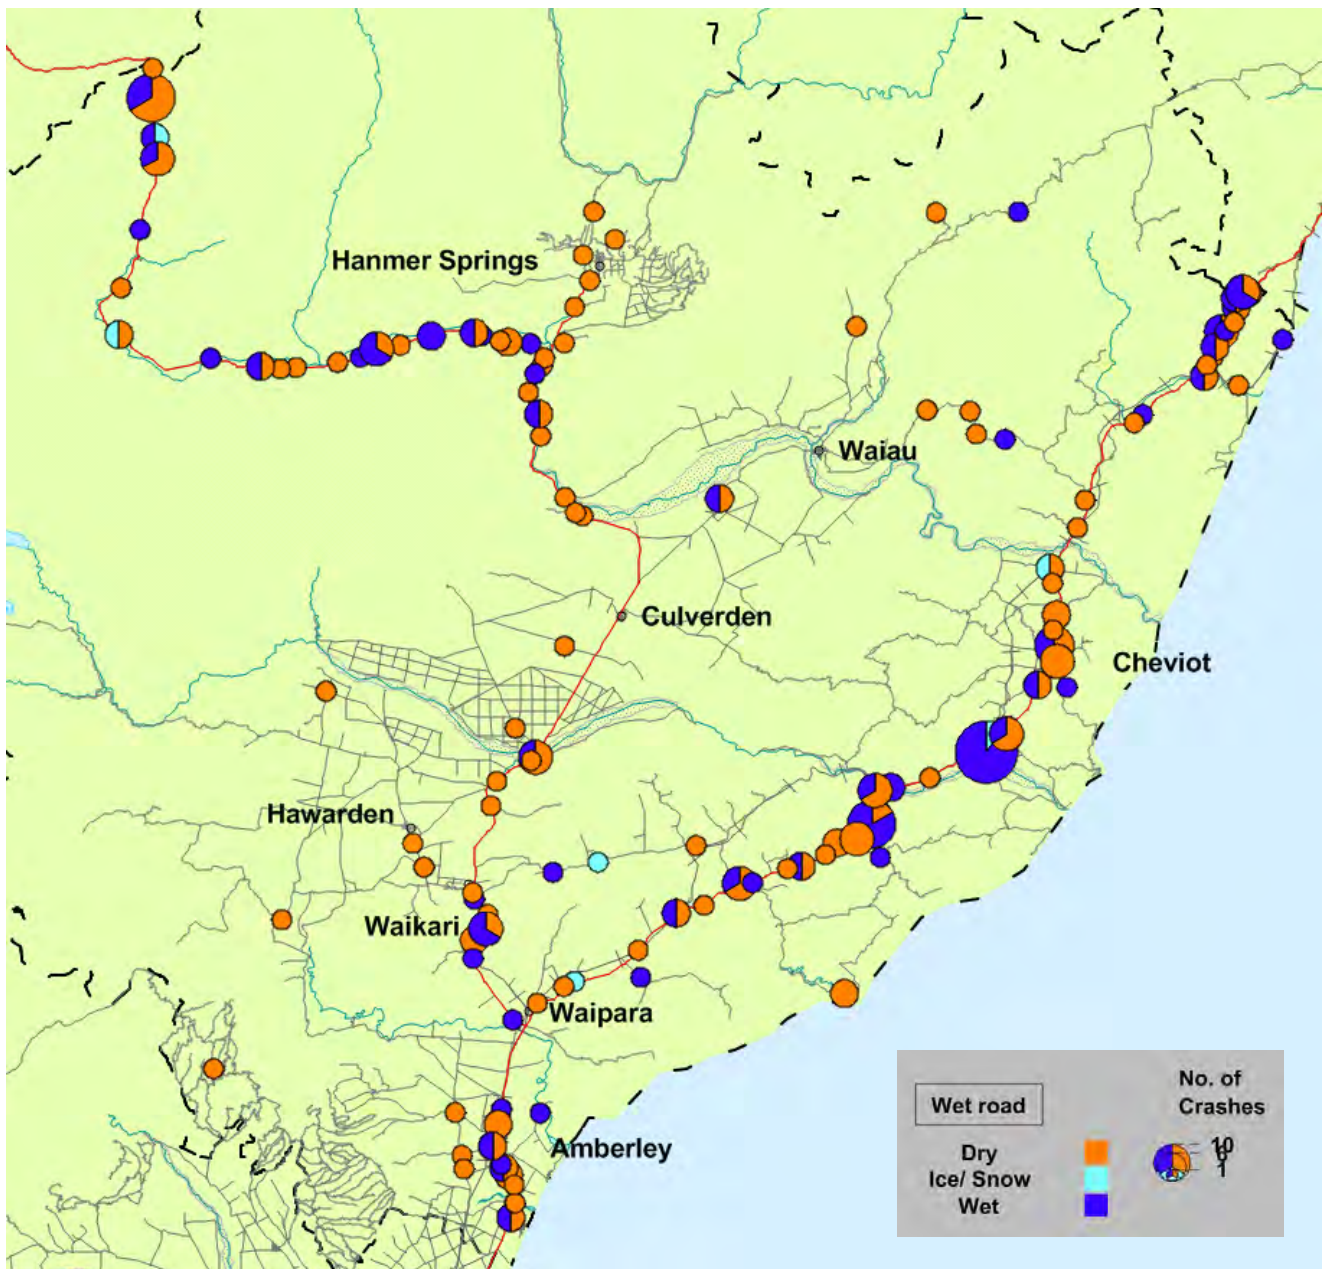 Hanmer Springs
Waiau
Culverden
Cheviot
Hawarden
Waikari
Waipara
Amberley
No. of
Crashes
Wet road
Dry
Ice/ Snow
Wet
10
6
1